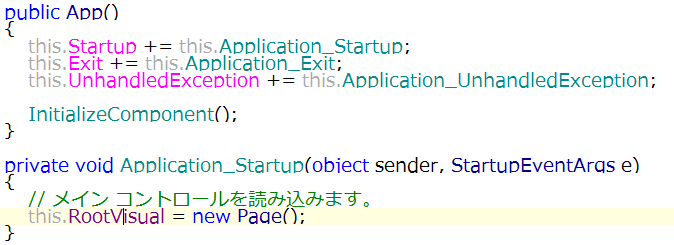 public App()
{
    this.Startup += this.Application_Startup;
    this.Exit += this.Application_Exit;
    this.UnhandledException += this.Application_UnhandledException;

    InitializeComponent();
}

private void Application_Startup(object sender, StartupEventArgs e)
{
    // メイン コントロールを読み込みます。
    this.RootVisual = new Page();
}